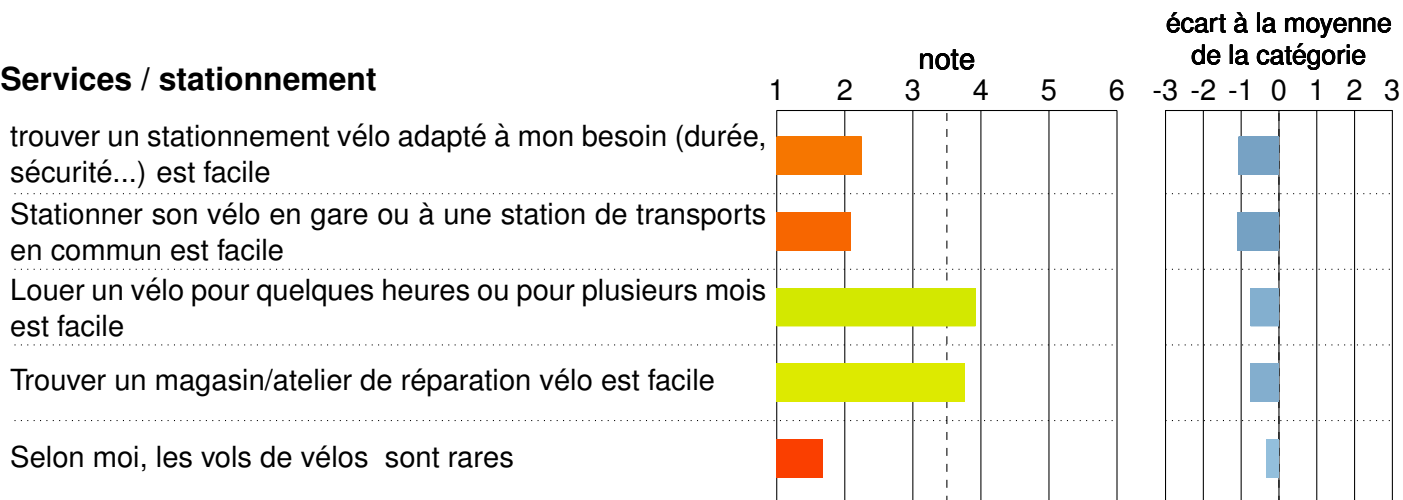 écart à la moyenne
note
de la catégorie
Services / stationnement
1 2 3 4 5 6 -3 -2 -1 0 1 2 3
trouver un stationnement vélo adapté à mon besoin (durée,
sécurité...) est facile
Stationner son vélo en gare ou à une station de transports
en commun est facile
Louer un vélo pour quelques heures ou pour plusieurs mois
est facile
Trouver un magasin/atelier de réparation vélo est facile
Selon moi, les vols de vélos sont rares